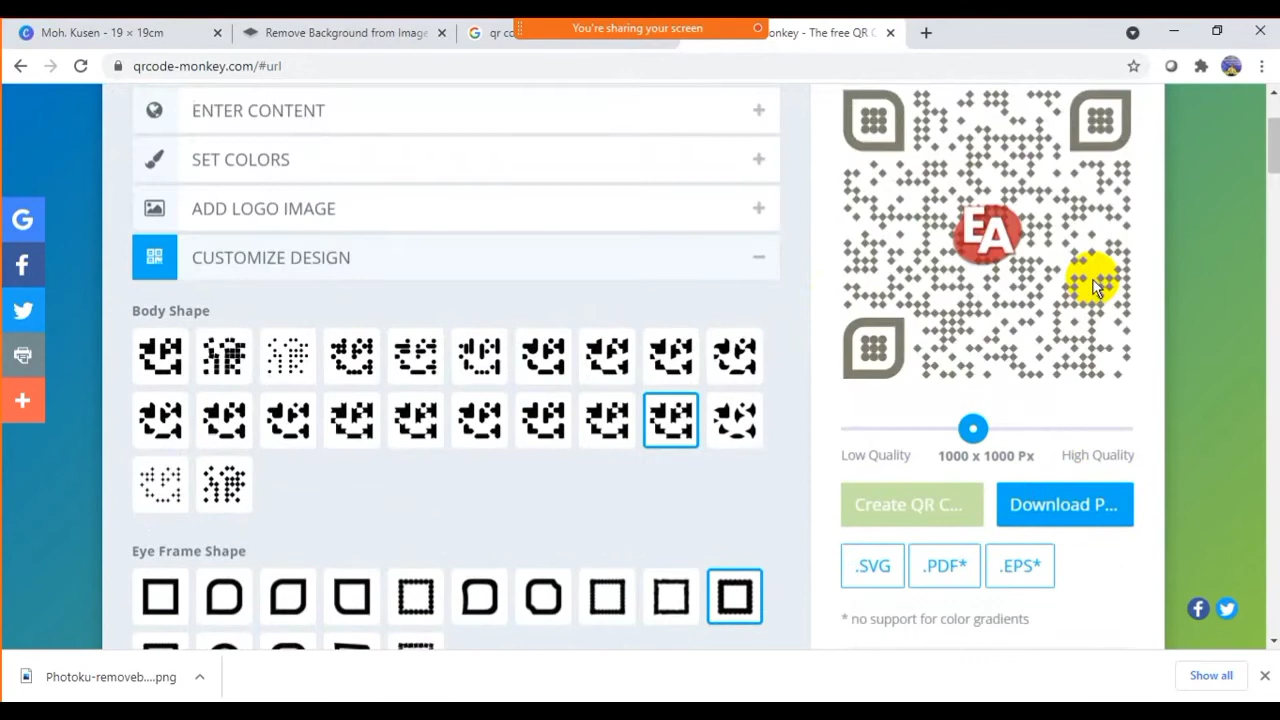 You're sharing your screen
Moh. Kusen - 19 × 19cm
Remove Background from Image
qr co
onkey - The free QR C
qrcode-monkey.com/#url
ENTER CONTENT
SET COLORS
ADD LOGO IMAGE
CUSTOMIZE DESIGN
Body Shape
Eye Frame Shape
EA
Low Quality
1000 x 1000 Px
High Quality
Create QR C...
Download P...
.SVG
.PDF*
.EPS*
* no support for color gradients
Photoku-removeb....png
Show all